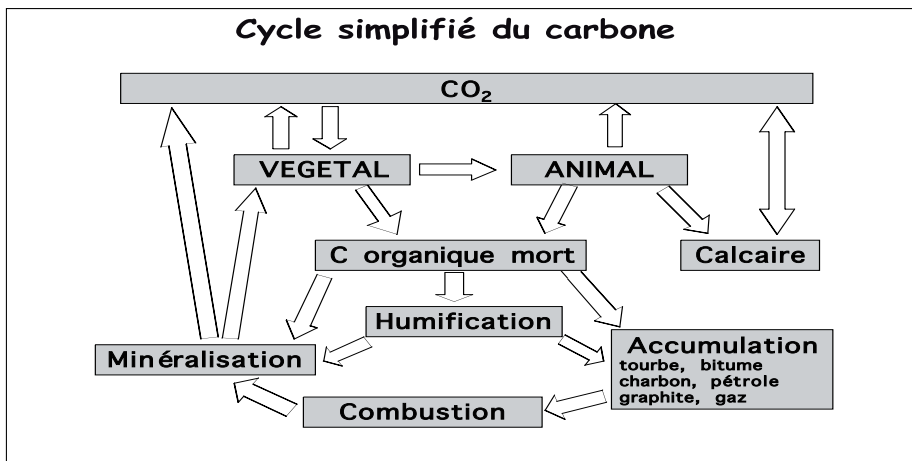 Cycle simplifié du carbone
CO₂
VEGETAL
ANIMAL
C organique mort
Calcaire
Humification
Minéralisation
Accumulation
tourbe, bitume
charbon, pétrole
graphite, gaz
Combustion